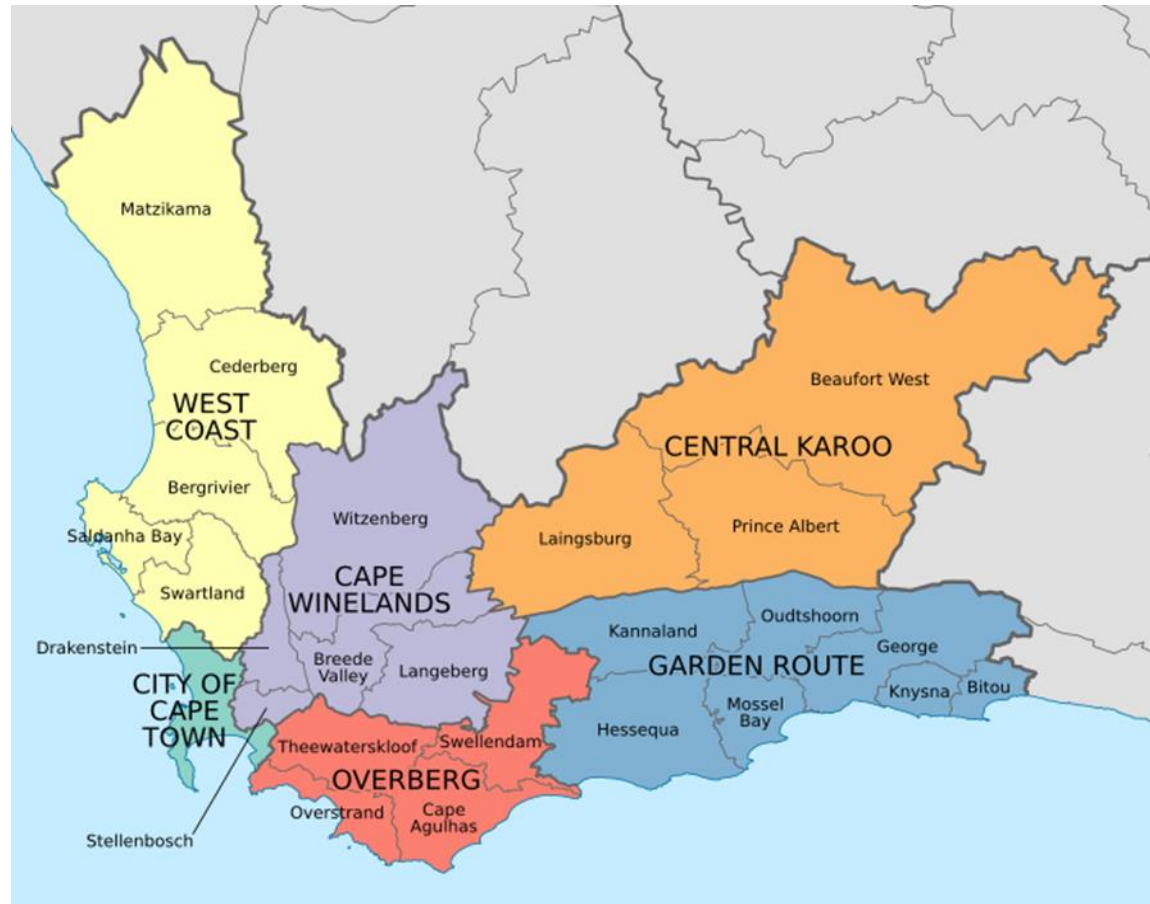 Matzikama
Cederberg
WEST
COAST
Bergrivier
Saldanha Bay
Swartland
Drakenstein
CITY OF
CAPE
TOWN
Stellenbosch
Witzenberg
CAPE
WINELANDS
Breede
Valley
Langeberg
Theewaterskloof
Swellendam
OVERBERG
Overstrand
Cape
Agulhas
Beaufort West
CENTRAL KAROO
Laingsburg
Prince Albert
Kannaland
Oudtshoorn
George
GARDEN ROUTE
Hessequa
Mossel
Bay
Knysna
Bitou